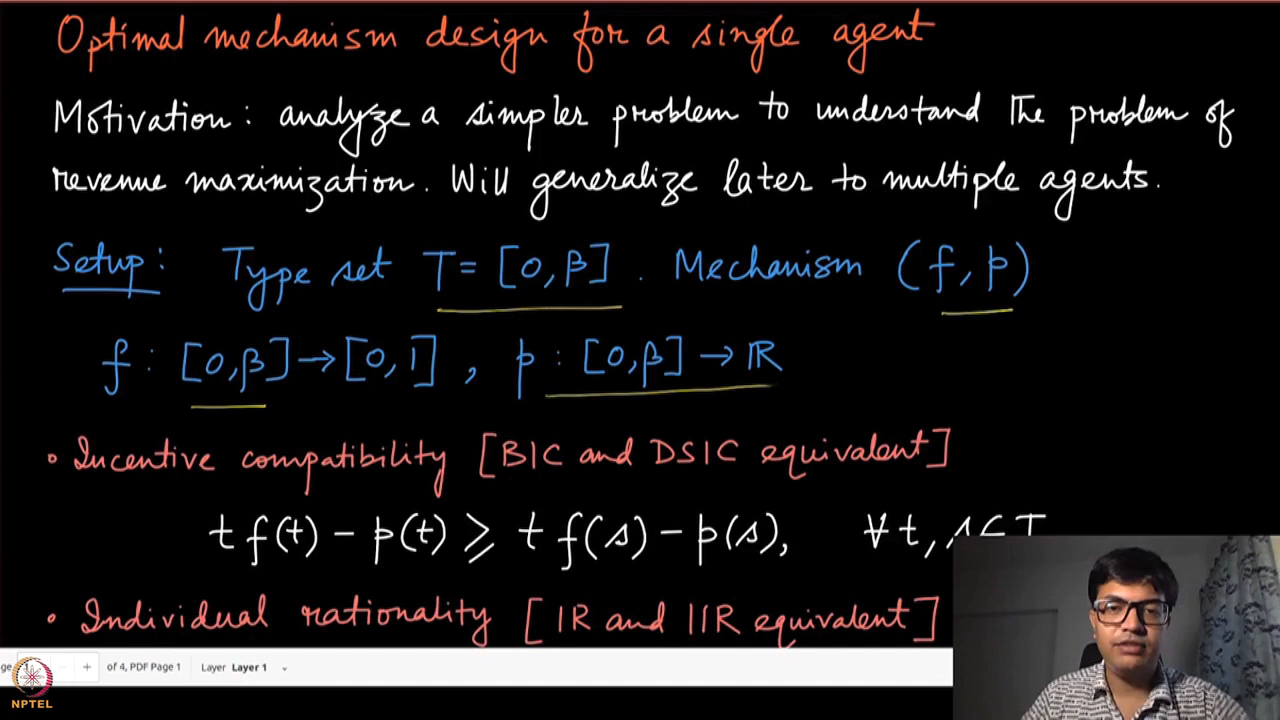 Optimal mechanism design for a single agent
Motivation: analyze a simpler problem to understand the problem of
revenue maximization. Will generalize later to multiple agents.
Setup: Type set T = [0, β]. Mechanism (f, p)
f : [0, β] → [0, 1], p : [0, β] → ℝ
• Incentive compatibility [BIC and DSIC equivalent]
t f(t) − p(t) ⩾ t f(s) − p(s), ∀ t, s ∈ T
• Individual rationality [IR and IIR equivalent]
of 4, PDF Page 1 Layer Layer 1
NPTEL